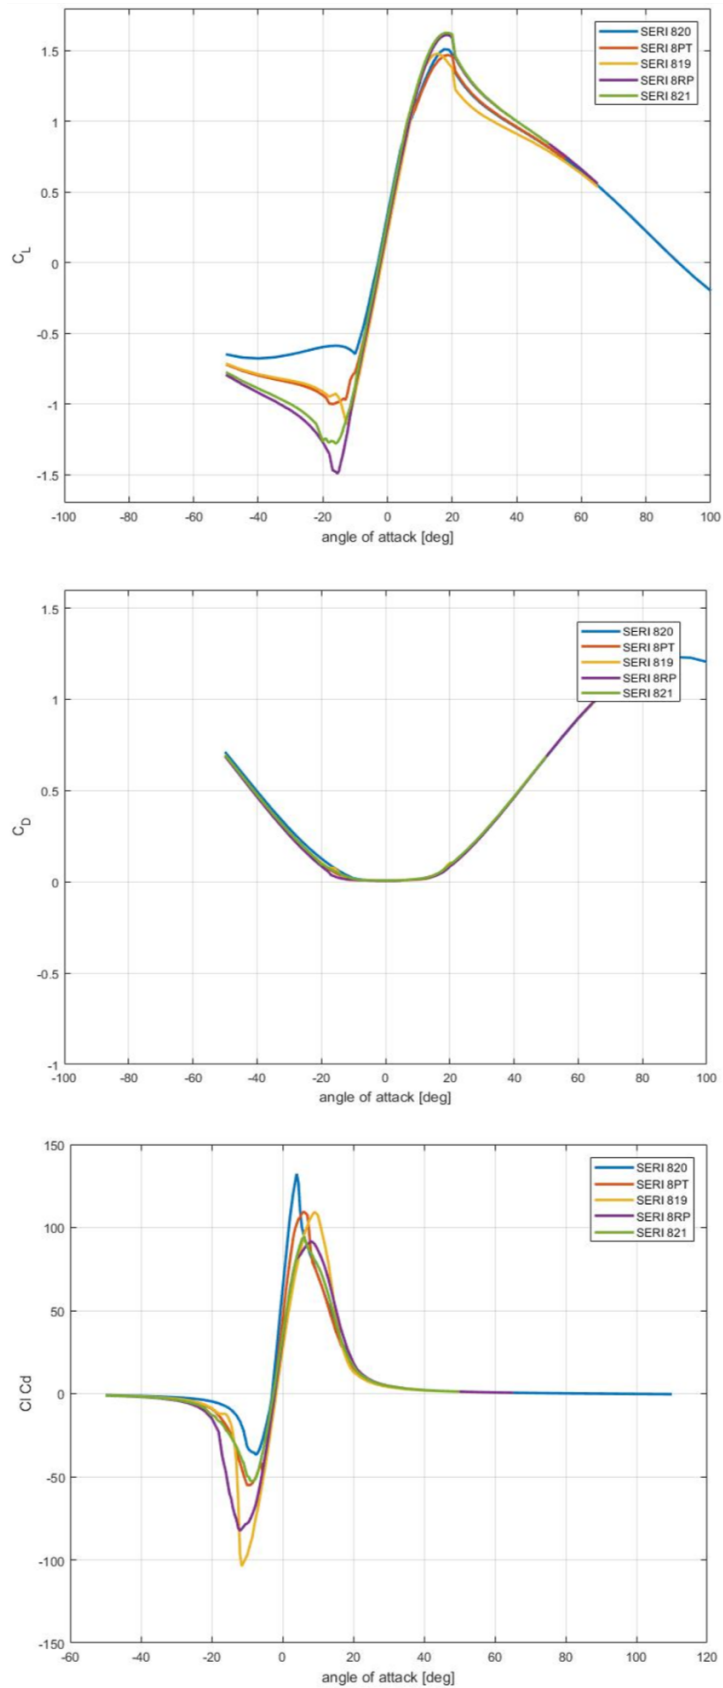 1.5
1
0.5
0
-0.5
-1
-1.5
C_L
SERI 820
SERI 8PT
SERI 819
SERI 8RP
SERI 821
-100 -80 -60 -40 -20 0 20 40 60 80 100
angle of attack [deg]
1.5
1
0.5
0
-0.5
-1
C_D
SERI 820
SERI 8PT
SERI 819
SERI 8RP
SERI 821
-100 -80 -60 -40 -20 0 20 40 60 80 100
angle of attack [deg]
150
100
50
0
-50
-100
-150
Cl Cd
SERI 820
SERI 8PT
SERI 819
SERI 8RP
SERI 821
-60 -40 -20 0 20 40 60 80 100 120
angle of attack [deg]